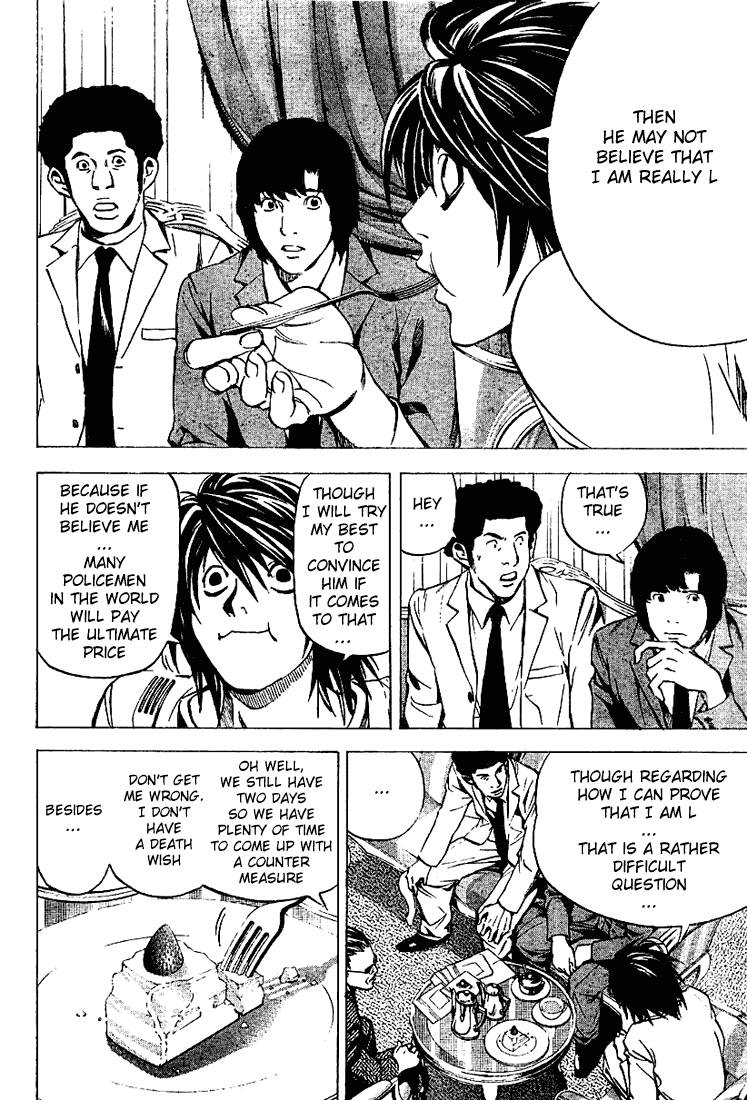 THEN
HE MAY NOT
BELIEVE THAT
I AM REALLY L
THAT'S
TRUE ...
HEY
...
THOUGH
I WILL TRY
MY BEST
TO
CONVINCE
HIM IF
IT COMES
TO THAT
...
BECAUSE IF
HE DOESN'T
BELIEVE ME
...
MANY
POLICEMEN
IN THE WORLD
WILL PAY
THE ULTIMATE
PRICE
THOUGH REGARDING
HOW I CAN PROVE
THAT I AM L
...
THAT IS A RATHER
DIFFICULT
QUESTION
...
...
OH WELL,
WE STILL HAVE
TWO DAYS
SO WE HAVE
PLENTY OF TIME
TO COME UP WITH
A COUNTER
MEASURE
DON'T GET
ME WRONG.
I DON'T
HAVE
A DEATH
WISH
BESIDES
...